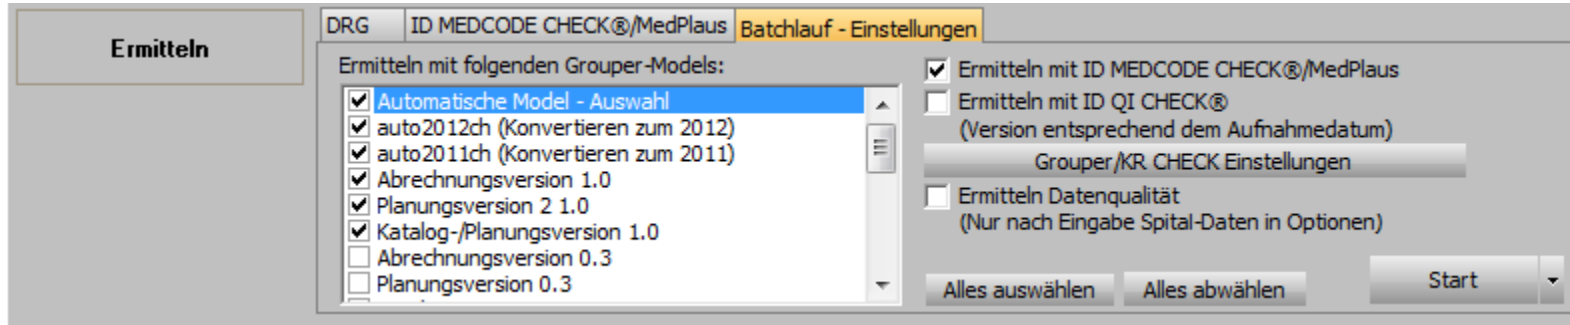 Ermitteln
DRG
ID MEDCODE CHECK®/MedPlaus
Batchlauf - Einstellungen
Ermitteln mit folgenden Grouper-Models:
Automatische Model - Auswahl
auto2012ch (Konvertieren zum 2012)
auto2011ch (Konvertieren zum 2011)
Abrechnungsversion 1.0
Planungsversion 2 1.0
Katalog-/Planungsversion 1.0
Abrechnungsversion 0.3
Planungsversion 0.3
Ermitteln mit ID MEDCODE CHECK®/MedPlaus
Ermitteln mit ID QI CHECK®
(Version entsprechend dem Aufnahmedatum)
Grouper/KR CHECK Einstellungen
Ermitteln Datenqualität
(Nur nach Eingabe Spital-Daten in Optionen)
Alles auswählen
Alles abwählen
Start